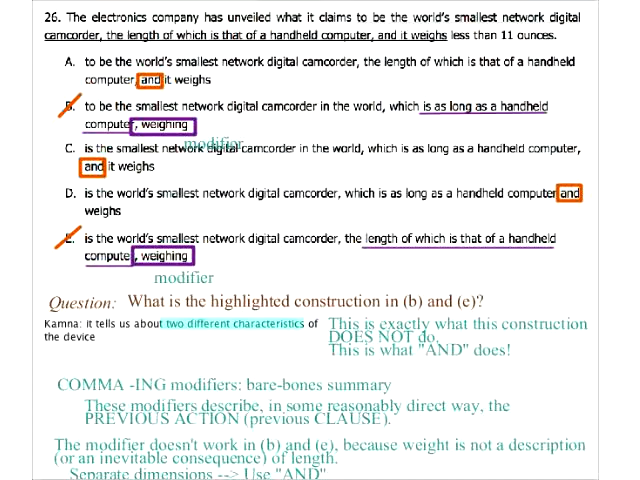 26. The electronics company has unveiled what it claims to be the world's smallest network digital
camcorder, the length of which is that of a handheld computer, and it weighs less than 11 ounces.
A. to be the world's smallest network digital camcorder, the length of which is that of a handheld
computer, and it weighs
B. to be the smallest network digital camcorder in the world, which is as long as a handheld
computer, weighing
modifier
C. is the smallest network digital camcorder in the world, which is as long as a handheld computer,
and it weighs
D. is the world's smallest network digital camcorder, which is as long as a handheld computer and
weighs
E. is the world's smallest network digital camcorder, the length of which is that of a handheld
computer, weighing
modifier
Question: What is the highlighted construction in (b) and (e)?
Kamna: it tells us about two different characteristics of
the device
This is exactly what this construction
DOES NOT do.
This is what "AND" does!
COMMA -ING modifiers: bare-bones summary
These modifiers describe, in some reasonably direct way, the
PREVIOUS ACTION (previous CLAUSE).
The modifier doesn't work in (b) and (e), because weight is not a description
(or an inevitable consequence) of length.
Separate dimensions --> Use "AND"